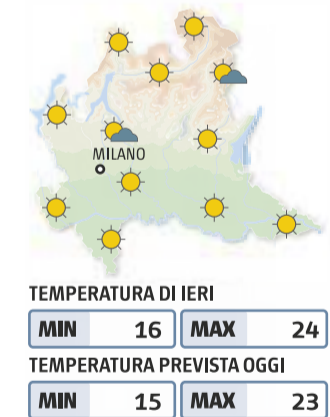 MILANO
TEMPERATURA DI IERI
MIN 16 MAX 24
TEMPERATURA PREVISTA OGGI
MIN 15 MAX 23